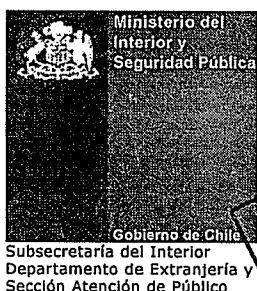 Ministerio del
Interior y
Seguridad Pública
Gobierno de Chile
Subsecretaría del Interior
Departamento de Extranjería y
Sección Atención de Público